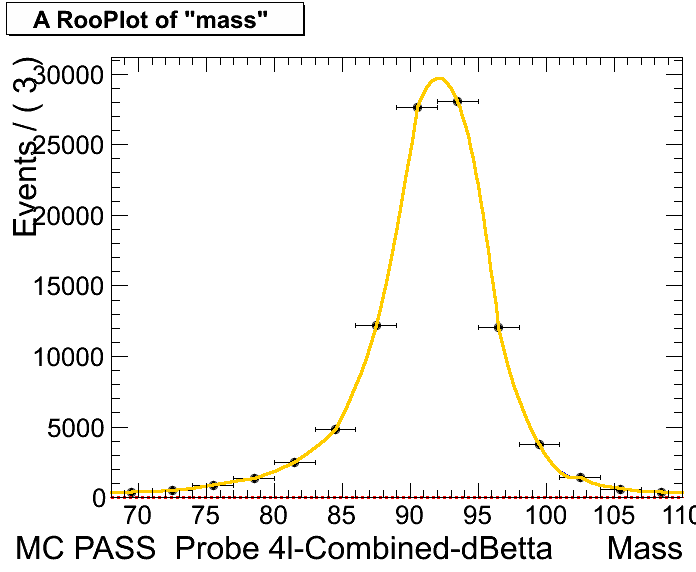 A RooPlot of "mass"
Events / ( 3 )
30000
25000
20000
15000
10000
5000
0
70 75 80 85 90 95 100 105 110
MC PASS Probe 4l-Combined-dBetta Mass